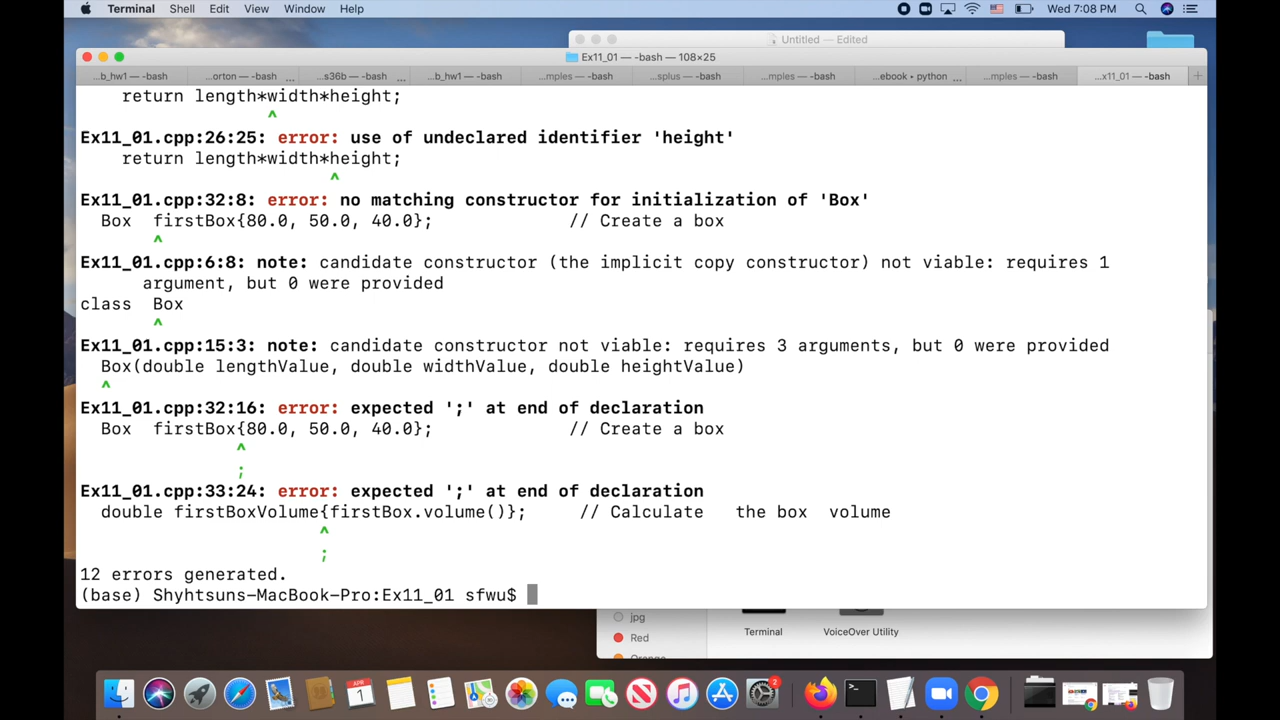 Terminal Shell Edit View Window Help Wed 7:08 PM
Untitled — Edited
Ex11_01 — -bash — 108×25
...b_hw1 — -bash ...orton — -bash ... ...s36b — -bash ... ...b_hw1 — -bash ...mples — -bash ...splus — -bash ...mples — -bash ...ebook • python ... ...mples — -bash ...x11_01 — -bash +
return length*width*height;
^
Ex11_01.cpp:26:25: error: use of undeclared identifier 'height'
return length*width*height;
^
Ex11_01.cpp:32:8: error: no matching constructor for initialization of 'Box'
Box firstBox{80.0, 50.0, 40.0}; // Create a box
^
Ex11_01.cpp:6:8: note: candidate constructor (the implicit copy constructor) not viable: requires 1
argument, but 0 were provided
class Box
^
Ex11_01.cpp:15:3: note: candidate constructor not viable: requires 3 arguments, but 0 were provided
Box(double lengthValue, double widthValue, double heightValue)
^
Ex11_01.cpp:32:16: error: expected ';' at end of declaration
Box firstBox{80.0, 50.0, 40.0}; // Create a box
^
;
Ex11_01.cpp:33:24: error: expected ';' at end of declaration
double firstBoxVolume{firstBox.volume()}; // Calculate the box volume
^
;
12 errors generated.
(base) Shyhtsuns-MacBook-Pro:Ex11_01 sfwu$
jpg
Red
Terminal VoiceOver Utility
APR
1
2